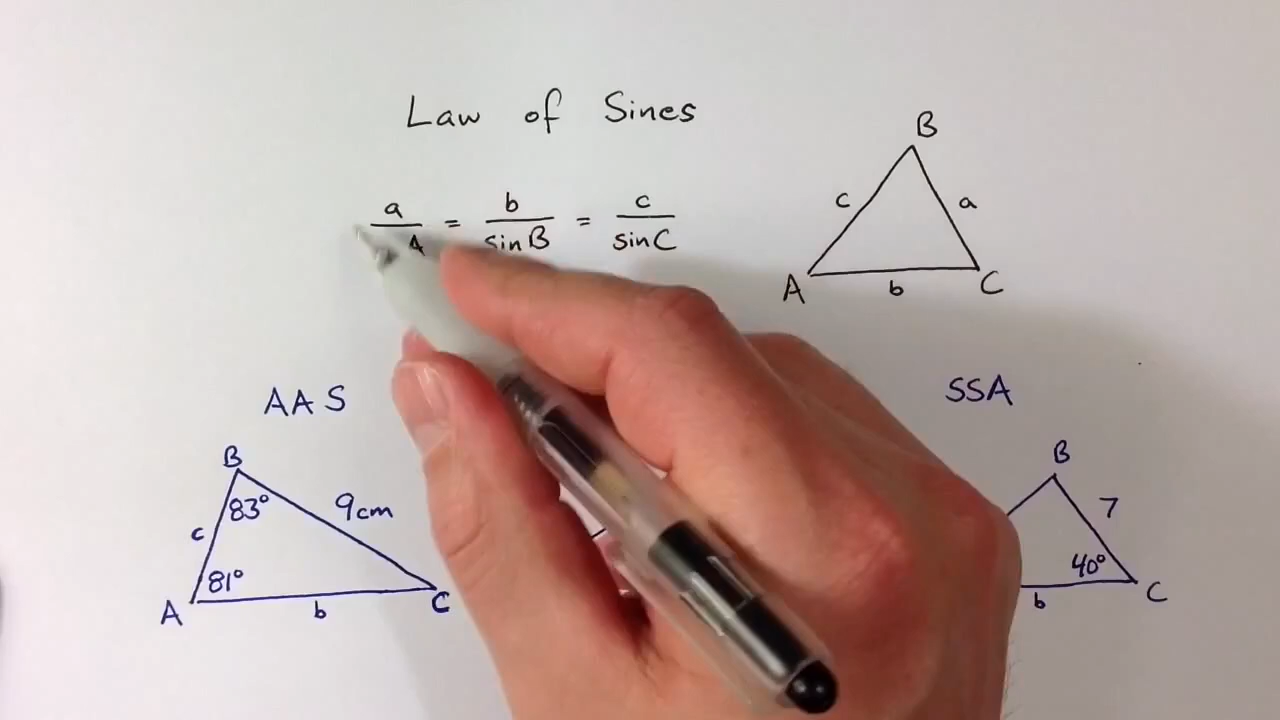 Law of Sines
a/ A = b/sinB = c/sinC
B
c a
A b C
AAS
B
83° 9cm
c
81°
A b C
SSA
B
7
40°
b C